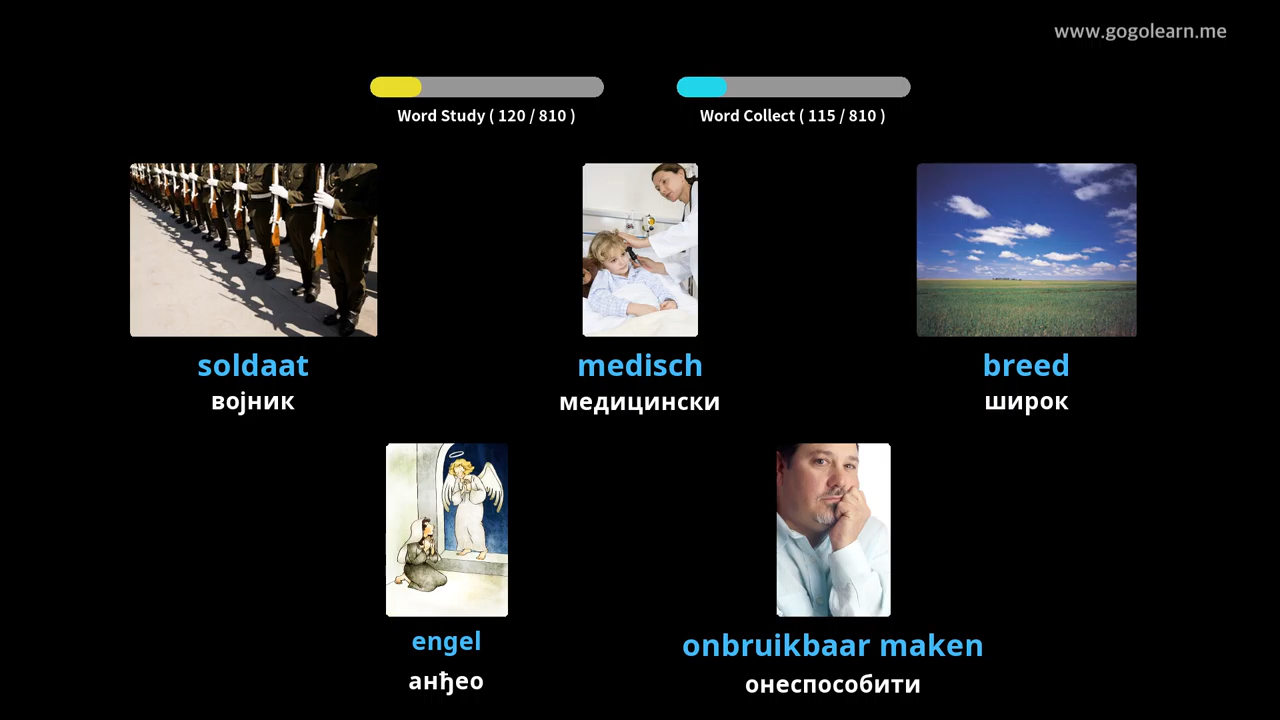 www.gogolearn.me
Word Study ( 120 / 810 )
Word Collect ( 115 / 810 )
soldaat
војник
medisch
медицински
breed
широк
engel
анђео
onbruikbaar maken
онеспособити